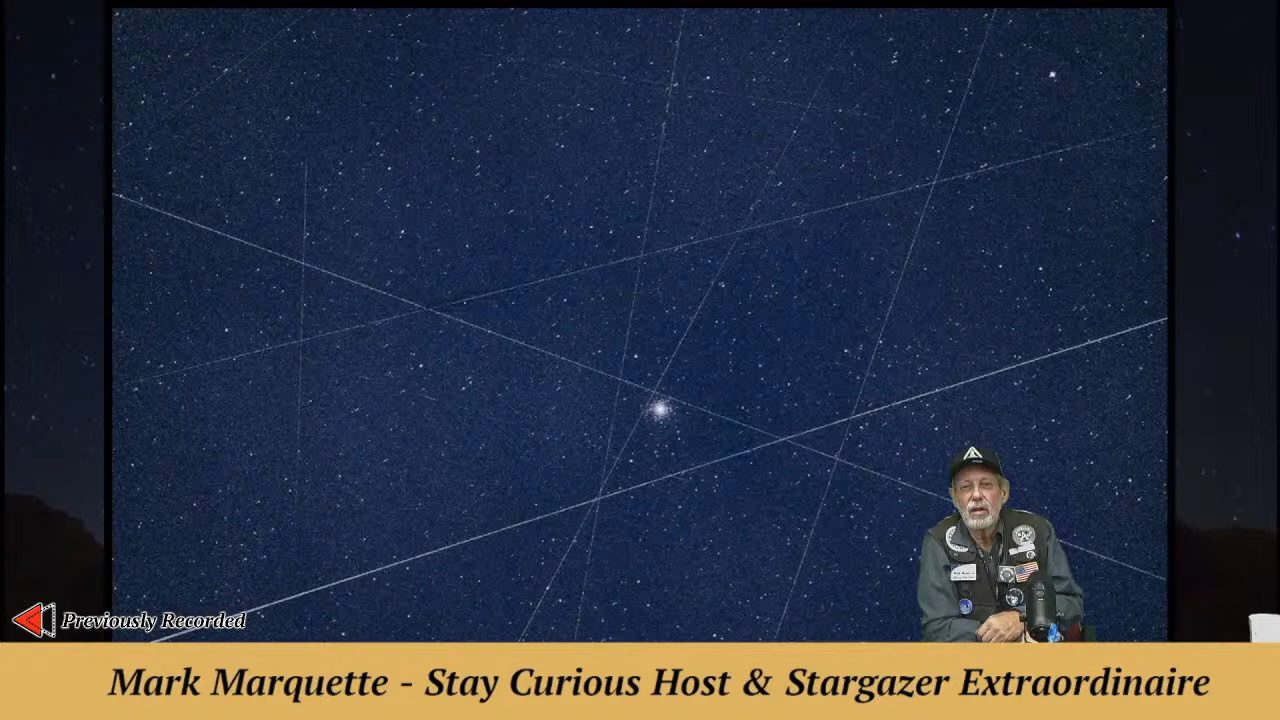 Previously Recorded
Mark Marquette - Stay Curious Host & Stargazer Extraordinaire